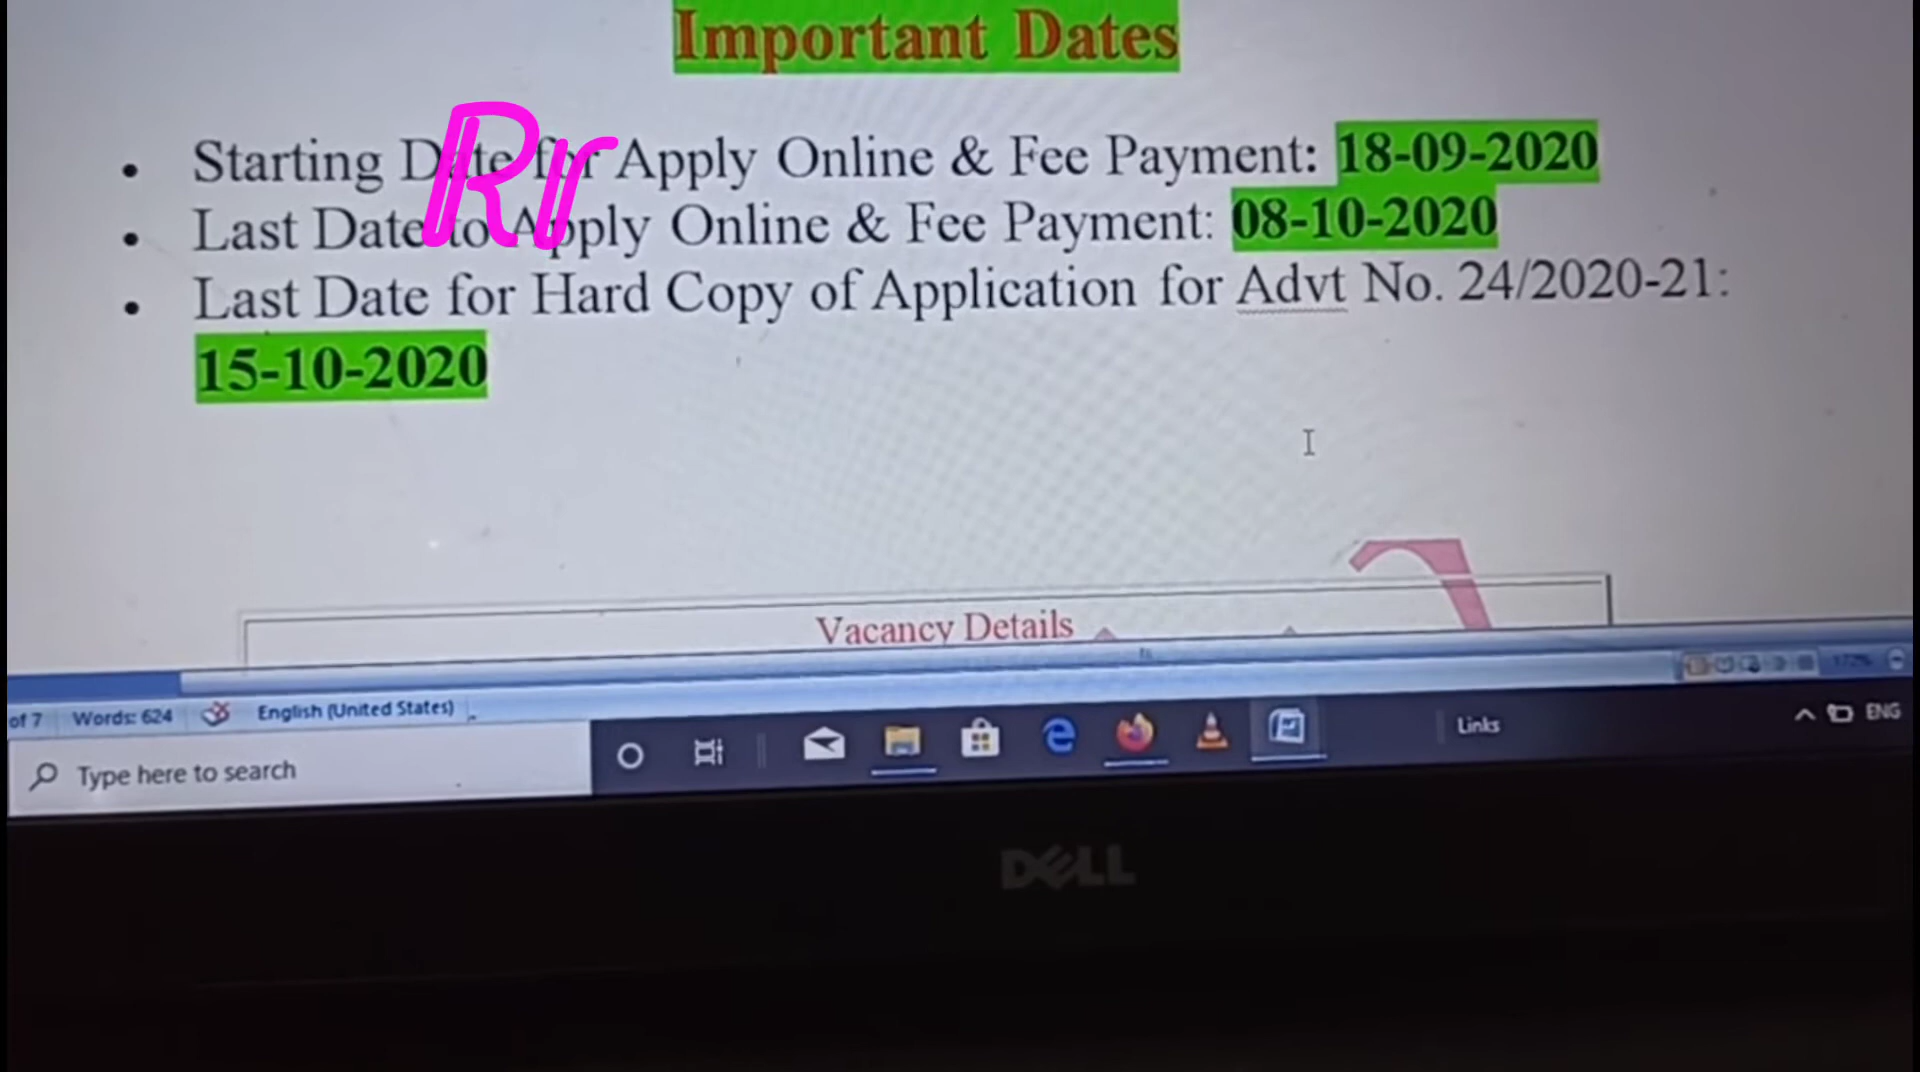 Important Dates
• Starting Date for Apply Online & Fee Payment: 18-09-2020
• Last Date to Apply Online & Fee Payment: 08-10-2020
• Last Date for Hard Copy of Application for Advt No. 24/2020-21:
15-10-2020
Rr
Vacancy Details
of 7 Words: 624 English (United States) 172%
Type here to search Links ENG
DELL